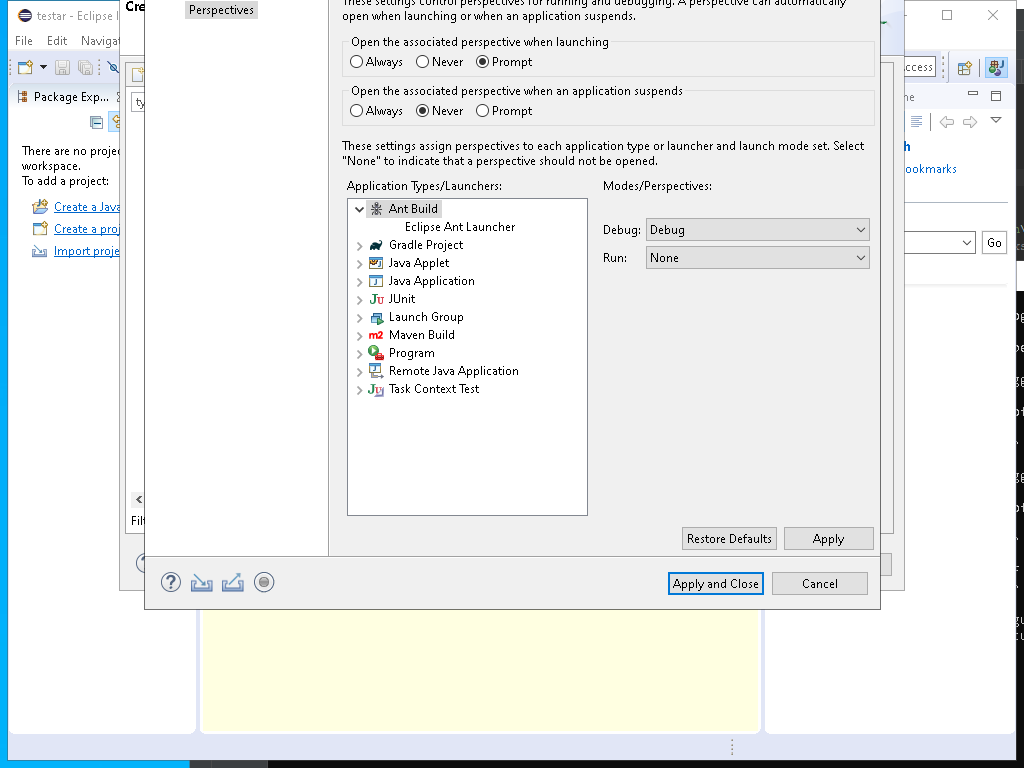 testar - Eclipse I
Cre
Perspectives
These settings control perspectives for running and debugging. A perspective can automatically
open when launching or when an application suspends.
File Edit Navigat
Open the associated perspective when launching
Always Never Prompt
Open the associated perspective when an application suspends
Always Never Prompt
ccess
Package Exp...
ne
These settings assign perspectives to each application type or launcher and launch mode set. Select
"None" to indicate that a perspective should not be opened.
There are no proje
workspace.
To add a project:
Create a Java
Create a proj
Import proje
ty
h
ookmarks
Go
Application Types/Launchers:
Modes/Perspectives:
Ant Build
Eclipse Ant Launcher
Gradle Project
Java Applet
Java Application
JUnit
Launch Group
Maven Build
Program
Remote Java Application
Task Context Test
Debug: Debug
Run: None
Filt
Restore Defaults
Apply
Apply and Close
Cancel